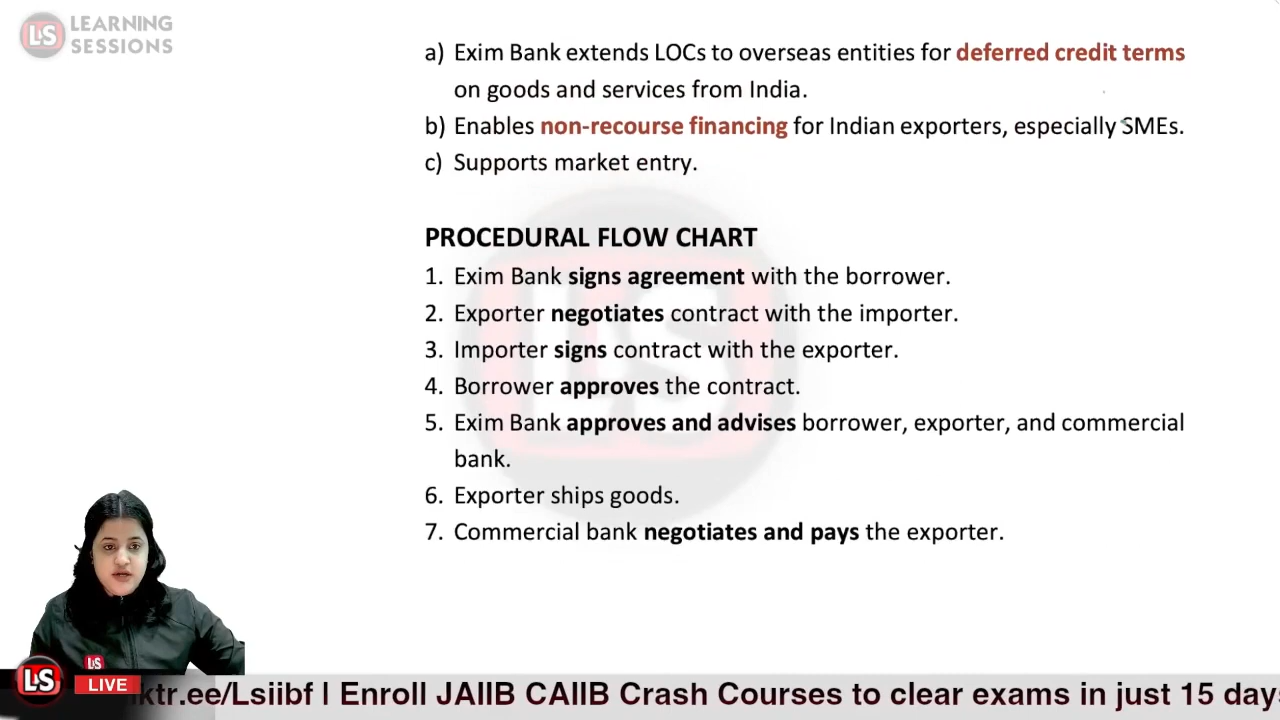 LS LEARNING
SESSIONS
a) Exim Bank extends LOCs to overseas entities for deferred credit terms
on goods and services from India.
b) Enables non-recourse financing for Indian exporters, especially SMEs.
c) Supports market entry.
PROCEDURAL FLOW CHART
1. Exim Bank signs agreement with the borrower.
2. Exporter negotiates contract with the importer.
3. Importer signs contract with the exporter.
4. Borrower approves the contract.
5. Exim Bank approves and advises borrower, exporter, and commercial
bank.
6. Exporter ships goods.
7. Commercial bank negotiates and pays the exporter.
LS
LS LIVE
ktr.ee/Lsiibf I Enroll JAIIB CAIIB Crash Courses to clear exams in just 15 day